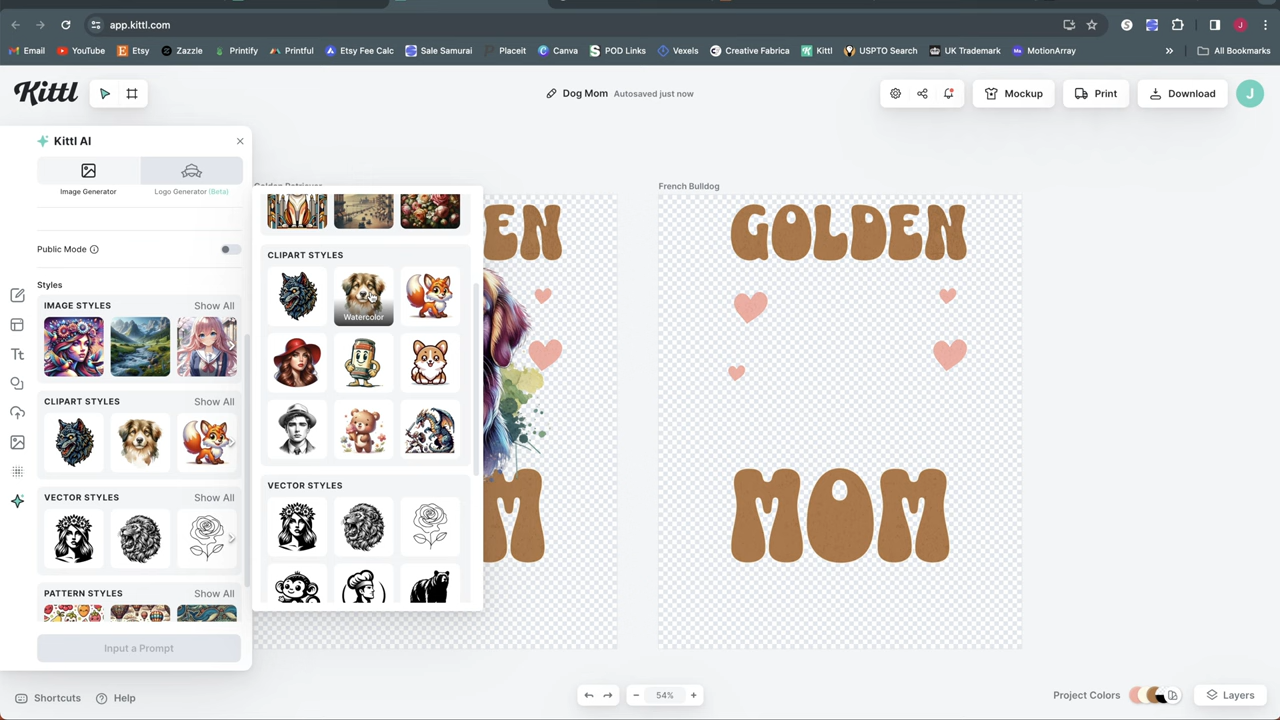 app.kittl.com
Email YouTube Etsy Zazzle Printify Printful Etsy Fee Calc Sale Samurai Placeit Canva POD Links Vexels Creative Fabrica Kittl USPTO Search UK Trademark MotionArray » All Bookmarks
Kittl
Dog Mom Autosaved just now
Mockup Print Download J
Kittl AI
Image Generator Logo Generator (Beta)
Public Mode
Styles
IMAGE STYLES Show All
CLIPART STYLES Show All
VECTOR STYLES Show All
PATTERN STYLES Show All
Input a Prompt
Golden Retriever
CLIPART STYLES
Watercolor
VECTOR STYLES
EN
M
French Bulldog
GOLDEN
MOM
Shortcuts Help
54%
Project Colors Layers